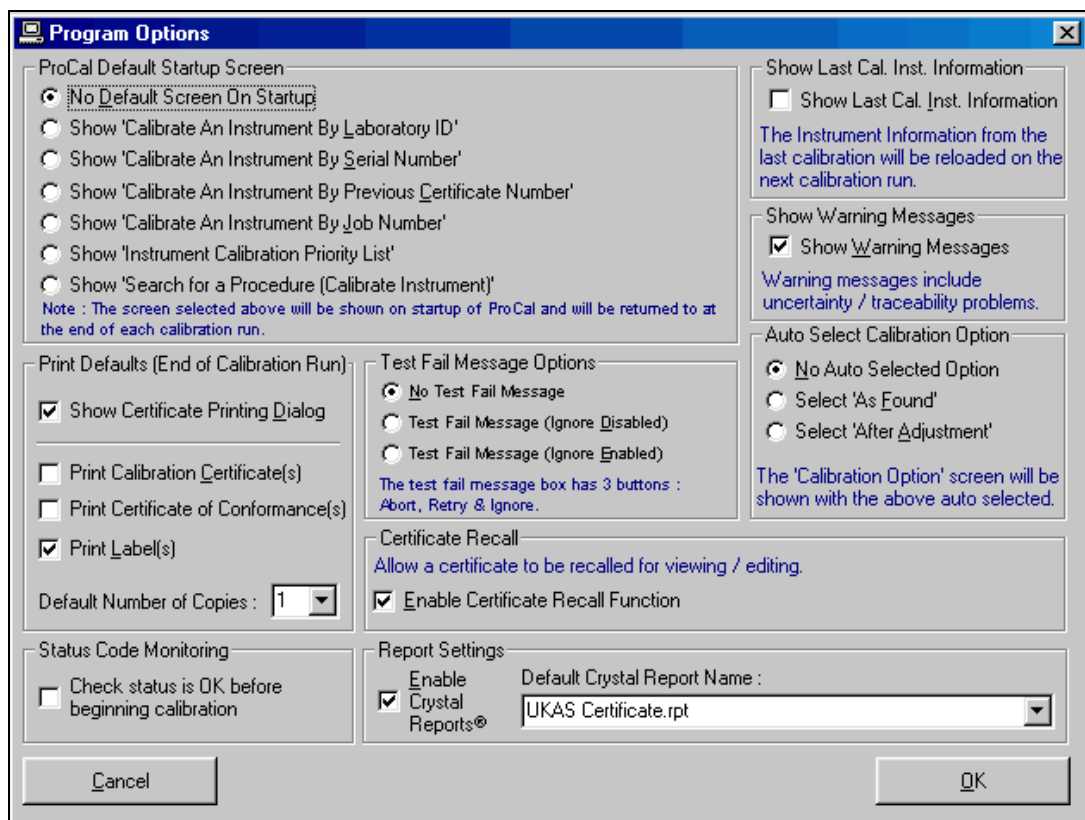 Program Options
ProCal Default Startup Screen
No Default Screen On Startup
Show 'Calibrate An Instrument By Laboratory ID'
Show 'Calibrate An Instrument By Serial Number'
Show 'Calibrate An Instrument By Previous Certificate Number'
Show 'Calibrate An Instrument By Job Number'
Show 'Instrument Calibration Priority List'
Show 'Search for a Procedure (Calibrate Instrument)'
Note : The screen selected above will be shown on startup of ProCal and will be returned to at
the end of each calibration run.
Show Last Cal. Inst. Information
Show Last Cal. Inst. Information
The Instrument Information from the
last calibration will be reloaded on the
next calibration run.
Show Warning Messages
Show Warning Messages
Warning messages include
uncertainty / traceability problems.
Auto Select Calibration Option
No Auto Selected Option
Select 'As Found'
Select 'After Adjustment'
The 'Calibration Option' screen will be
shown with the above auto selected.
Print Defaults (End of Calibration Run)
Show Certificate Printing Dialog
Print Calibration Certificate(s)
Print Certificate of Conformance(s)
Print Label(s)
Default Number of Copies : 1
Test Fail Message Options
No Test Fail Message
Test Fail Message (Ignore Disabled)
Test Fail Message (Ignore Enabled)
The test fail message box has 3 buttons :
Abort, Retry & Ignore.
Certificate Recall
Allow a certificate to be recalled for viewing / editing.
Enable Certificate Recall Function
Status Code Monitoring
Check status is OK before
beginning calibration
Report Settings
Enable
Crystal
Reports®
Default Crystal Report Name :
UKAS Certificate.rpt
Cancel
OK